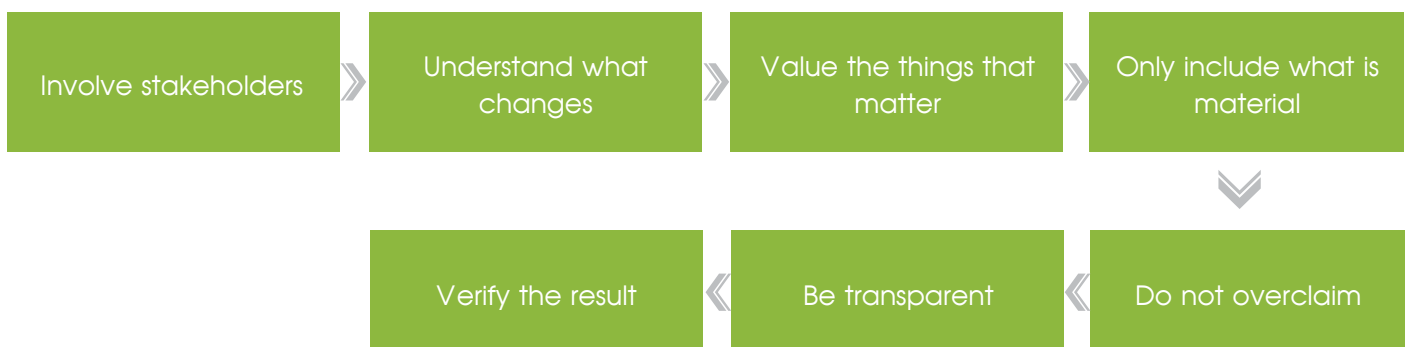 Involve stakeholders
Understand what
changes
Value the things that
matter
Only include what is
material
Do not overclaim
Be transparent
Verify the result